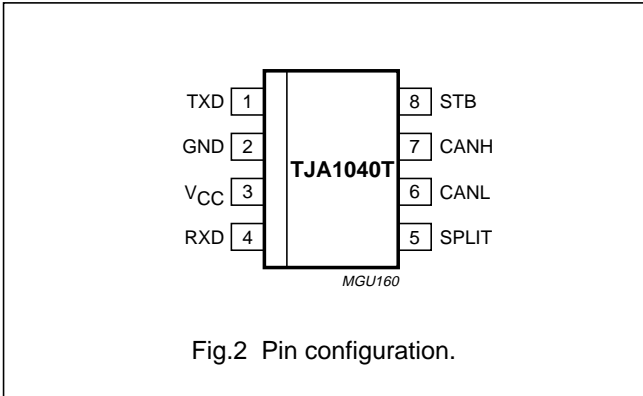 TXD 1 8 STB
GND 2 7 CANH
TJA1040T
VCC 3 6 CANL
RXD 4 5 SPLIT
MGU160
Fig.2 Pin configuration.